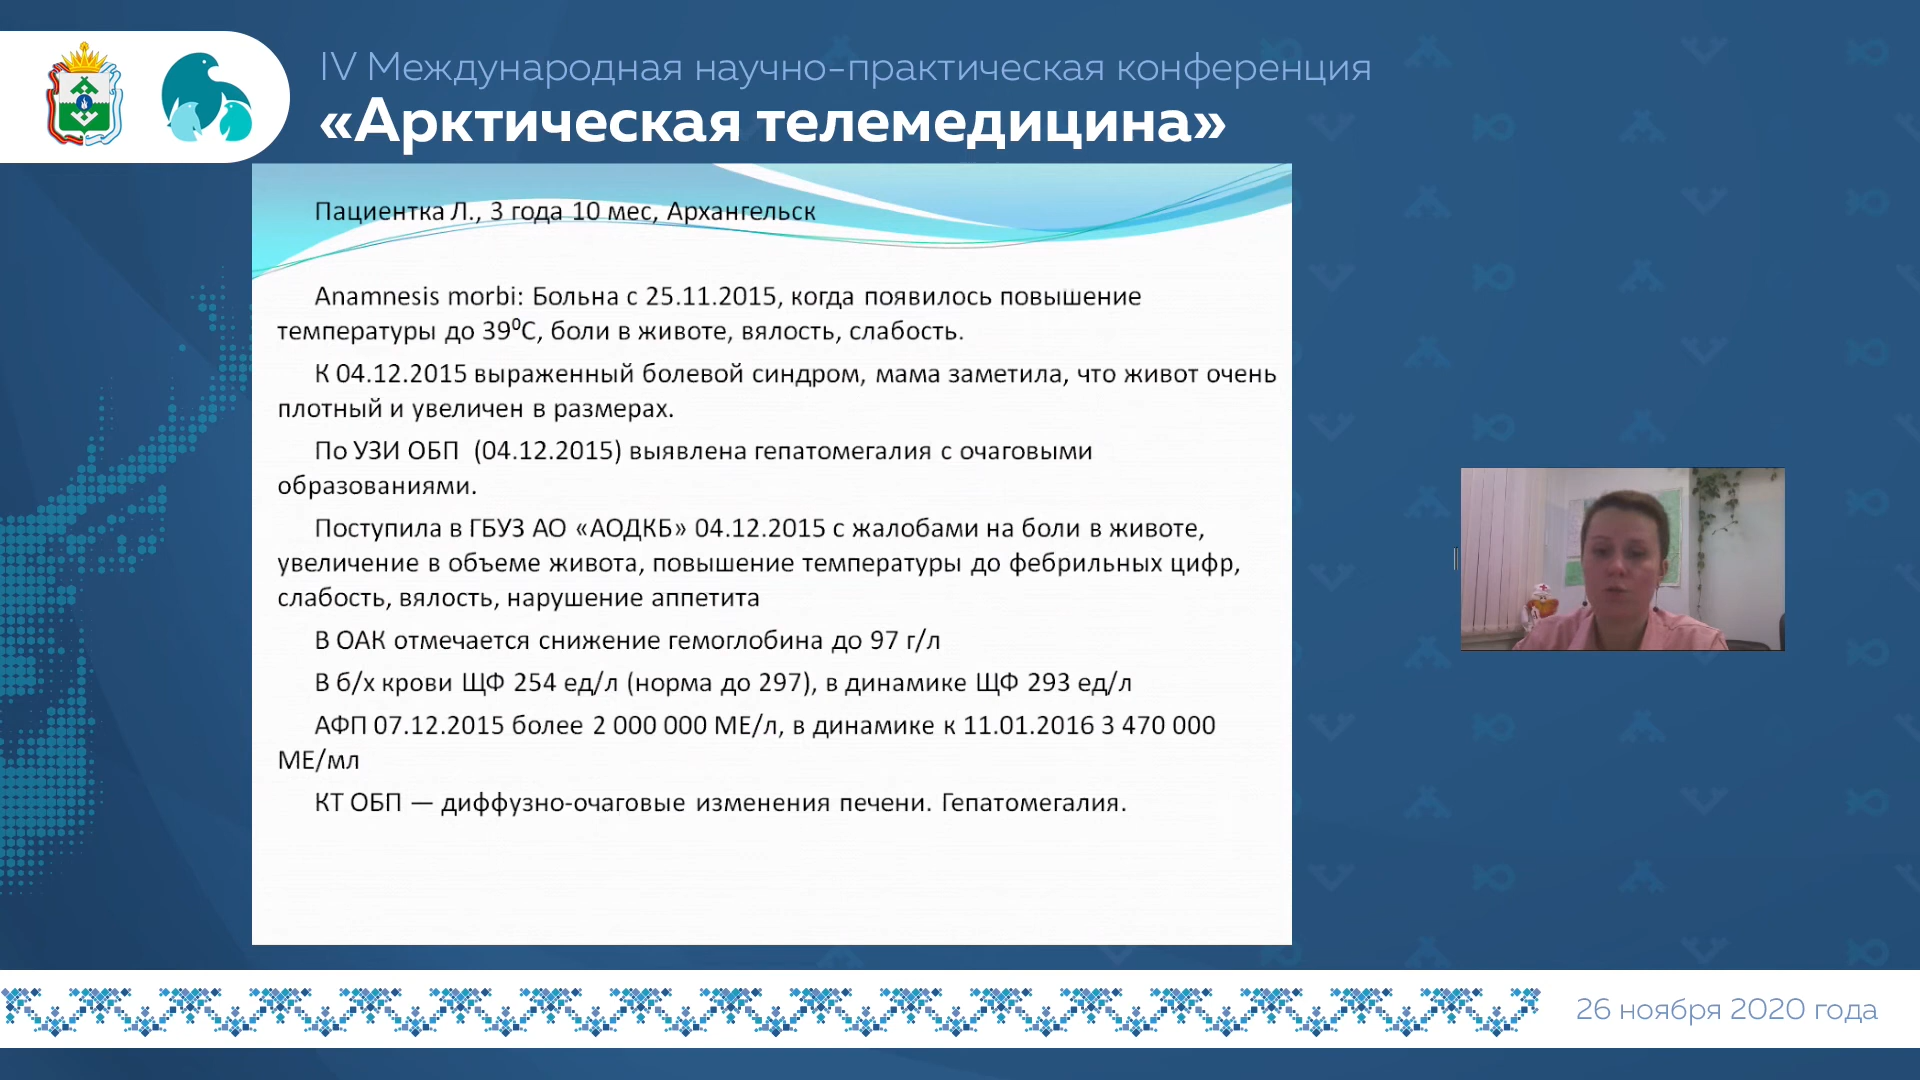 IV Международная научно-практическая конференция
«Арктическая телемедицина»
Пациентка Л., 3 года 10 мес, Архангельск
Anamnesis morbi: Больна с 25.11.2015, когда появилось повышение
температуры до 39⁰С, боли в животе, вялость, слабость.
К 04.12.2015 выраженный болевой синдром, мама заметила, что живот очень
плотный и увеличен в размерах.
По УЗИ ОБП (04.12.2015) выявлена гепатомегалия с очаговыми
образованиями.
Поступила в ГБУЗ АО «АОДКБ» 04.12.2015 с жалобами на боли в животе,
увеличение в объеме живота, повышение температуры до фебрильных цифр,
слабость, вялость, нарушение аппетита
В ОАК отмечается снижение гемоглобина до 97 г/л
В б/х крови ЩФ 254 ед/л (норма до 297), в динамике ЩФ 293 ед/л
АФП 07.12.2015 более 2 000 000 МЕ/л, в динамике к 11.01.2016 3 470 000
МЕ/мл
КТ ОБП — диффузно-очаговые изменения печени. Гепатомегалия.
26 ноября 2020 года